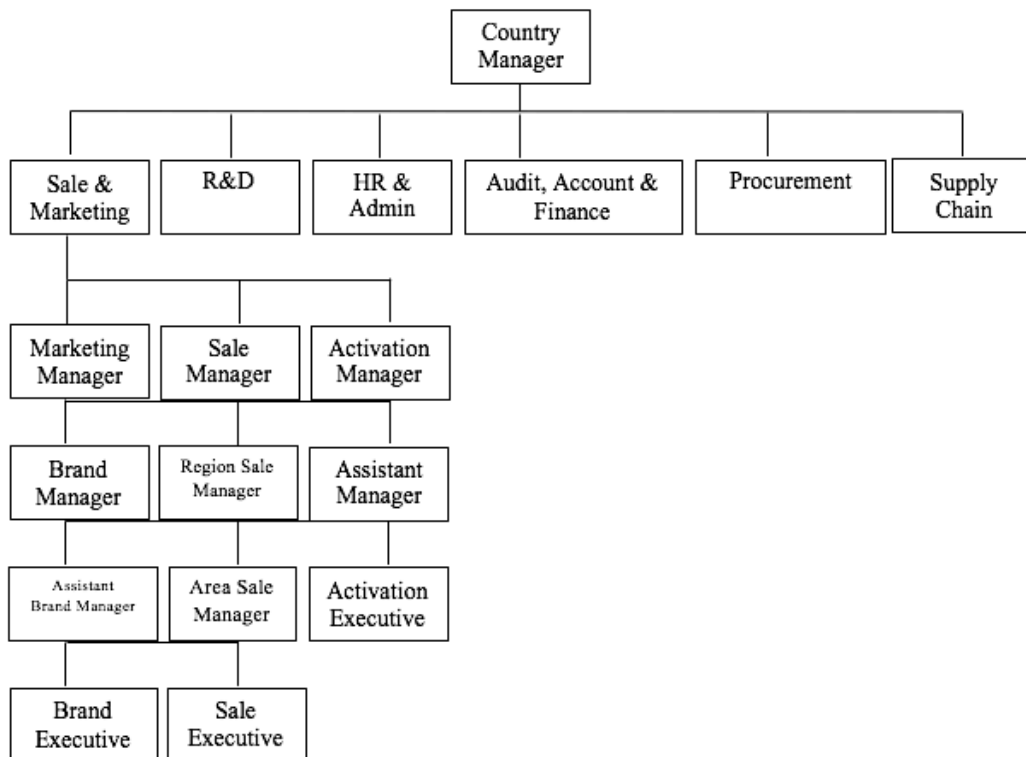 Country
Manager
Sale &
Marketing
R&D
HR &
Admin
Audit, Account &
Finance
Procurement
Supply
Chain
Marketing
Manager
Sale
Manager
Activation
Manager
Brand
Manager
Region Sale
Manager
Assistant
Manager
Assistant
Brand Manager
Area Sale
Manager
Activation
Executive
Brand
Executive
Sale
Executive